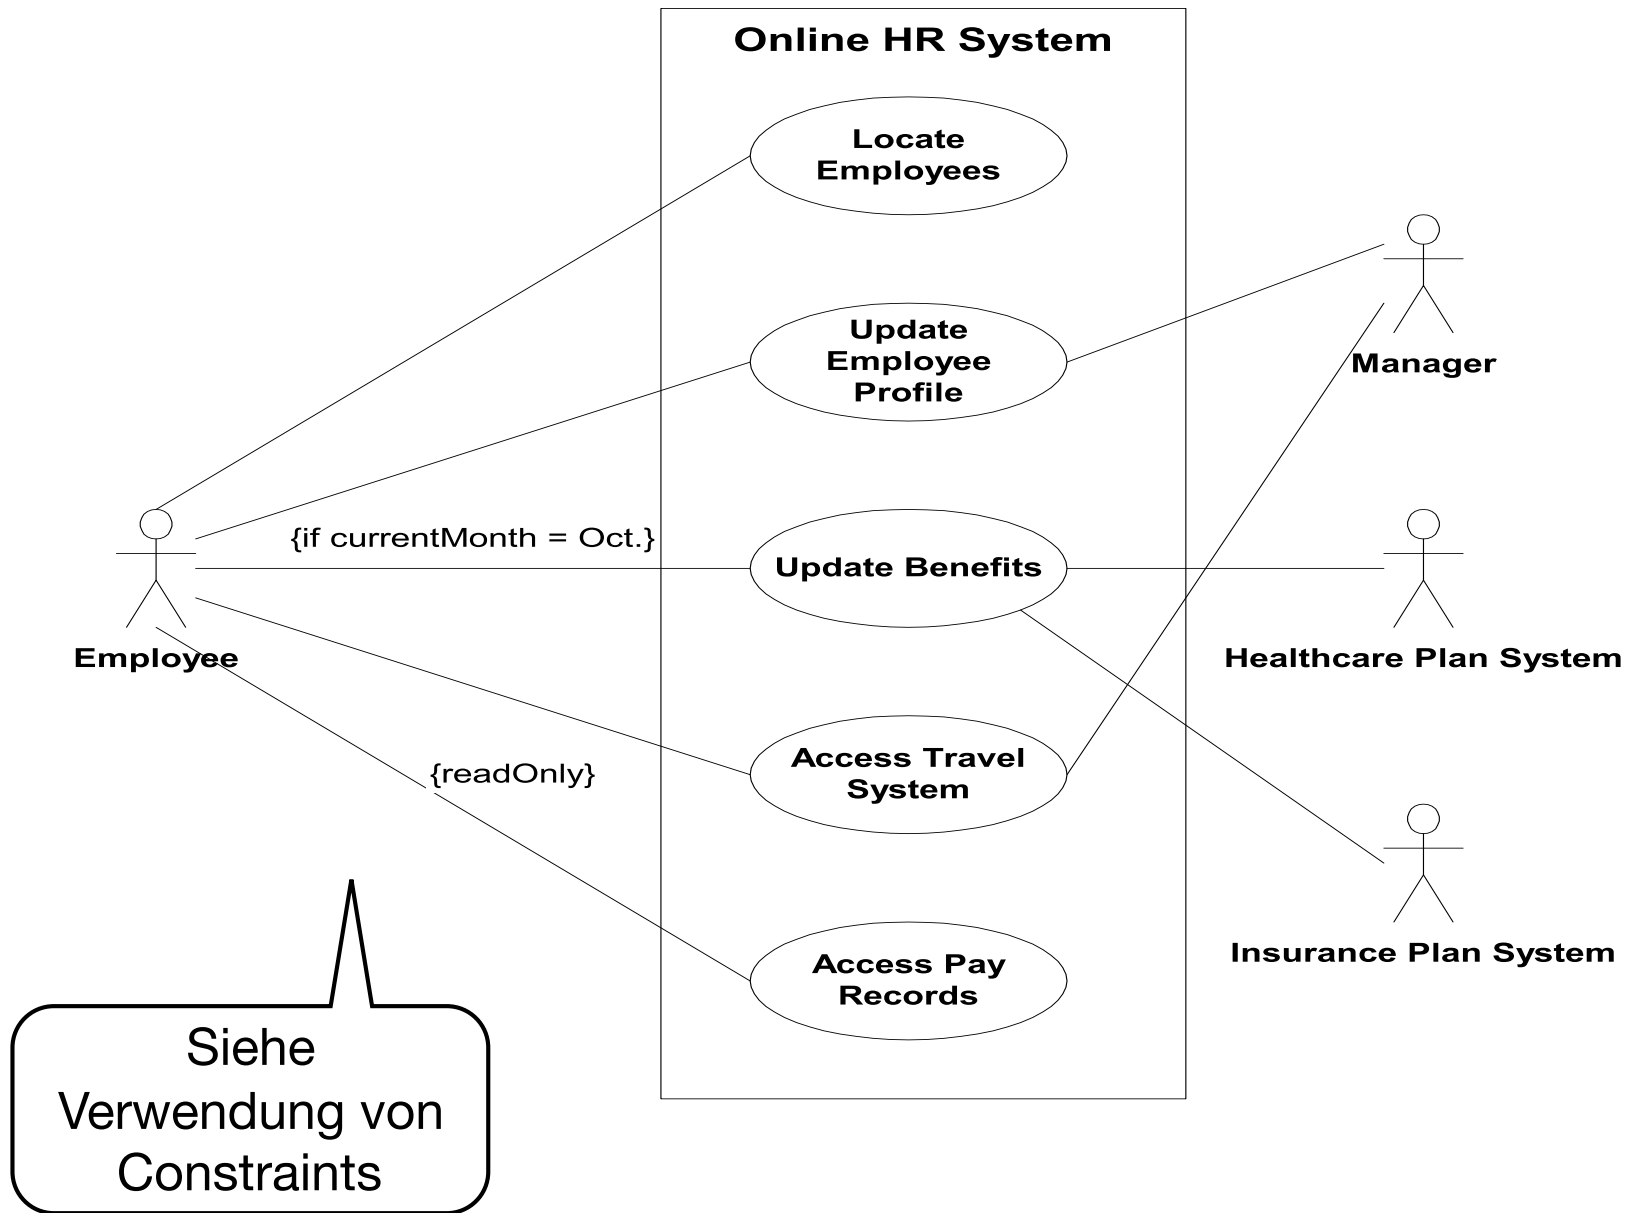 Online HR System
Locate
Employees
Update
Employee
Profile
Manager
{if currentMonth = Oct.}
Update Benefits
Employee
Healthcare Plan System
Access Travel
System
{readOnly}
Insurance Plan System
Access Pay
Records
Siehe
Verwendung von
Constraints